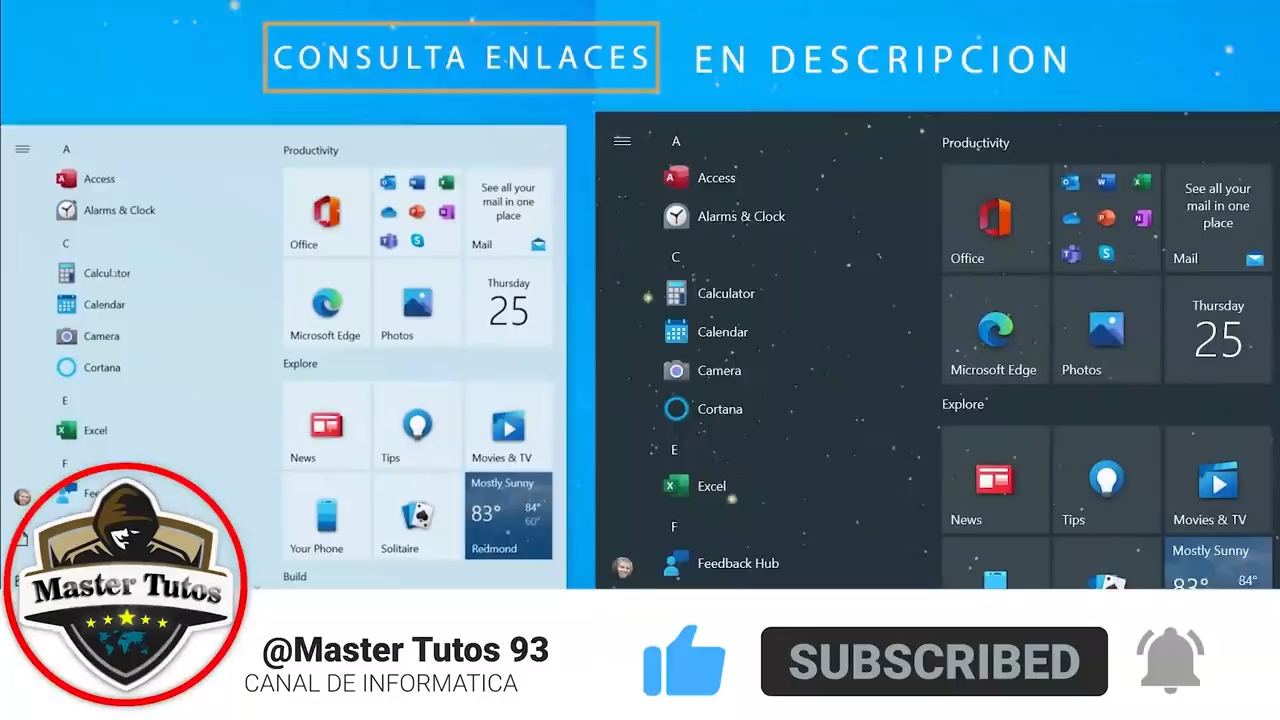 CONSULTA ENLACES EN DESCRIPCION
A
Access
Alarms & Clock
C
Calculator
Calendar
Camera
Cortana
E
Excel
F
Productivity
Office
See all your
mail in one
place
Mail
Microsoft Edge
Photos
Thursday
25
Explore
News
Tips
Movies & TV
Your Phone
Solitaire
Mostly Sunny
83° 84°
60°
Redmond
Build
A
Access
Alarms & Clock
C
Calculator
Calendar
Camera
Cortana
E
Excel
F
Feedback Hub
Productivity
Office
See all your
mail in one
place
Mail
Microsoft Edge
Photos
Thursday
25
Explore
News
Tips
Movies & TV
Mostly Sunny
83° 84°
Master Tutos
@Master Tutos 93
CANAL DE INFORMATICA
SUBSCRIBED